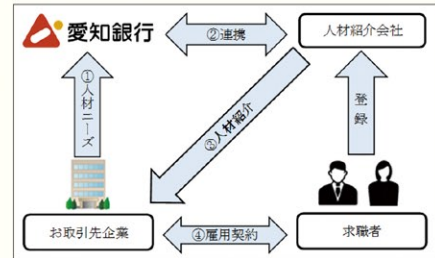 愛知銀行
②連携
人材紹介会社
①人材ニーズ
③人材紹介
登録
お取引先企業
④雇用契約
求職者